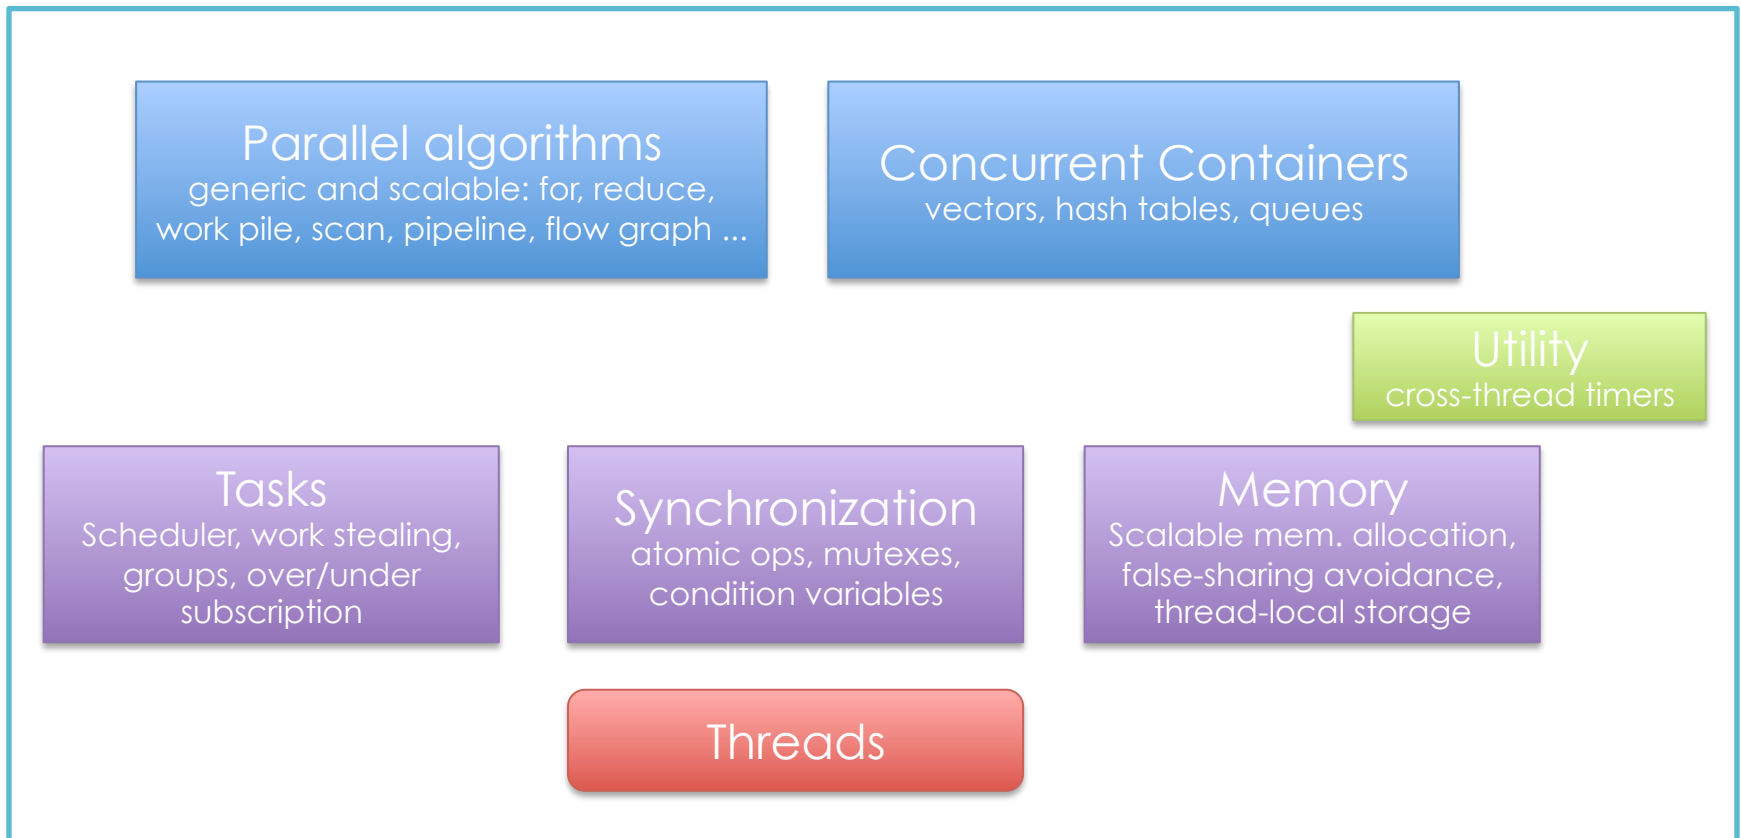 Parallel algorithms
generic and scalable: for, reduce,
work pile, scan, pipeline, flow graph ...
Concurrent Containers
vectors, hash tables, queues
Utility
cross-thread timers
Tasks
Scheduler, work stealing,
groups, over/under
subscription
Synchronization
atomic ops, mutexes,
condition variables
Memory
Scalable mem. allocation,
false-sharing avoidance,
thread-local storage
Threads